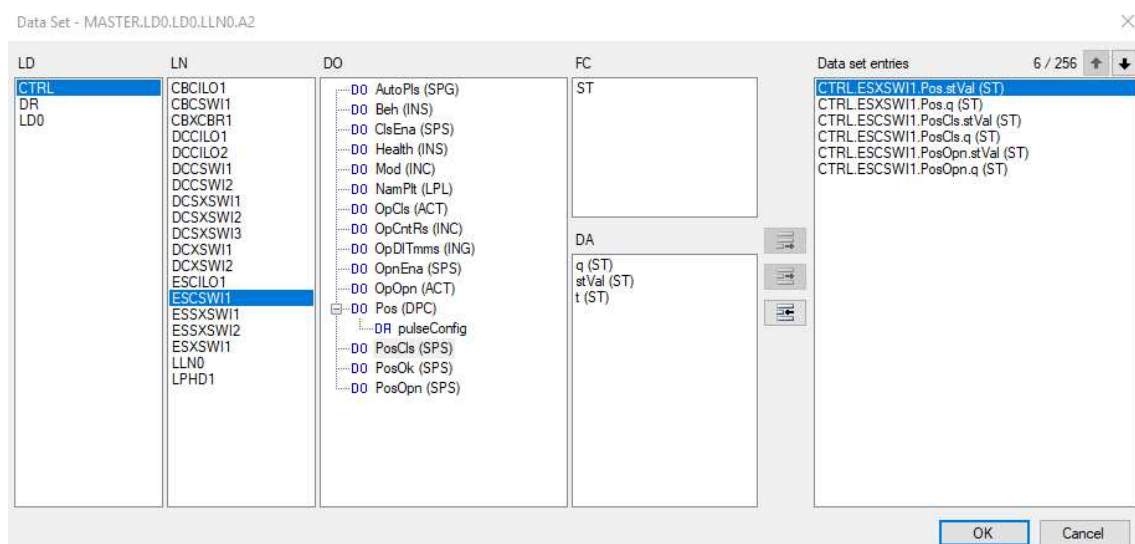 Data Set - MASTER.LD0.LD0.LLN0.A2
LD
CTRL
DR
LD0
LN
CBCILO1
CBCSWI1
CBXCBR1
DCCILO1
DCCILO2
DCCSWI1
DCCSWI2
DCSXSWI1
DCSXSWI2
DCSXSWI3
DCXSWI1
DCXSWI2
ESCILO1
ESCSWI1
ESSXSWI1
ESSXSWI2
ESXSWI1
LLN0
LPHD1
DO
DO AutoPls (SPG)
DO Beh (INS)
DO ClsEna (SPS)
DO Health (INS)
DO Mod (INC)
DO NamPlt (LPL)
DO OpCls (ACT)
DO OpCntRs (INC)
DO OpDlTmms (ING)
DO OpnEna (SPS)
DO OpOpn (ACT)
DO Pos (DPC)
DA pulseConfig
DO PosCls (SPS)
DO PosOk (SPS)
DO PosOpn (SPS)
FC
ST
DA
q (ST)
stVal (ST)
t (ST)
Data set entries 6 / 256
CTRL.ESXSWI1.Pos.stVal (ST)
CTRL.ESXSWI1.Pos.q (ST)
CTRL.ESCSWI1.PosCls.stVal (ST)
CTRL.ESCSWI1.PosCls.q (ST)
CTRL.ESCSWI1.PosOpn.stVal (ST)
CTRL.ESCSWI1.PosOpn.q (ST)
OK Cancel